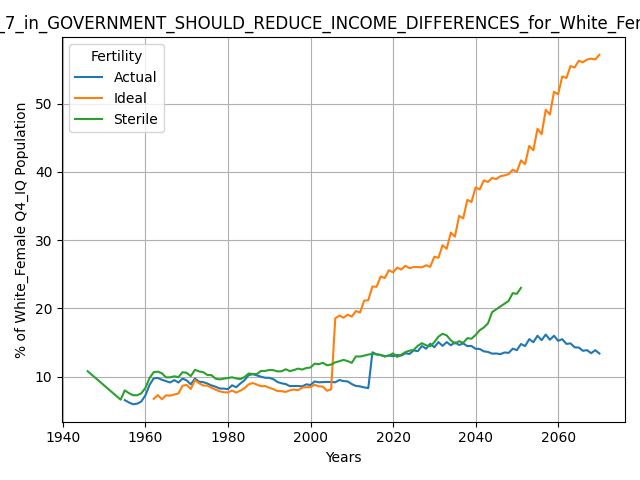 _7_in_GOVERNMENT_SHOULD_REDUCE_INCOME_DIFFERENCES_for_White_Fer
Fertility
Actual
Ideal
Sterile
% of White_Female Q4_IQ Population
50
40
30
20
10
1940 1960 1980 2000 2020 2040 2060
Years